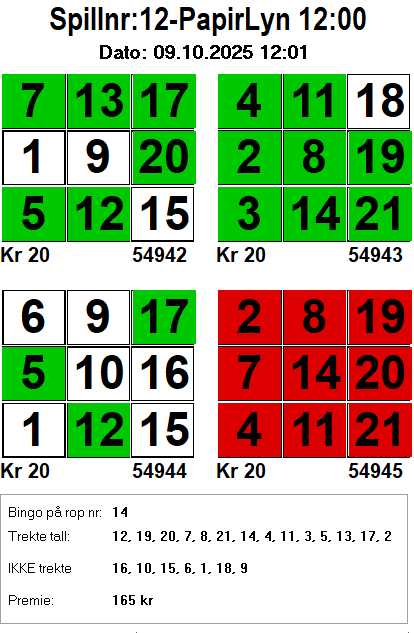 Spillnr:12-PapirLyn 12:00
Dato: 09.10.2025 12:01
7 13 17
1 9 20
5 12 15
Kr 20 54942
4 11 18
2 8 19
3 14 21
Kr 20 54943
6 9 17
5 10 16
1 12 15
Kr 20 54944
2 8 19
7 14 20
4 11 21
Kr 20 54945
Bingo på rop nr: 14
Trekte tall: 12, 19, 20, 7, 8, 21, 14, 4, 11, 3, 5, 13, 17, 2
IKKE trekte 16, 10, 15, 6, 1, 18, 9
Premie: 165 kr